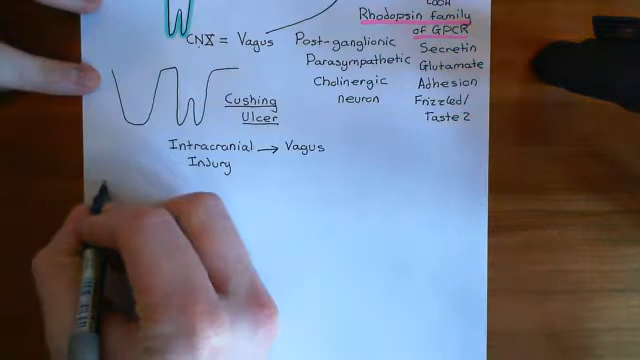 COOH
Rhodopsin family
of GPCR
CNX = Vagus
Post-ganglionic
Parasympathetic
Cholinergic
neuron
Secretin
Glutamate
Adhesion
Frizzled/
Taste 2
Cushing
Ulcer
Intracranial → Vagus
Injury